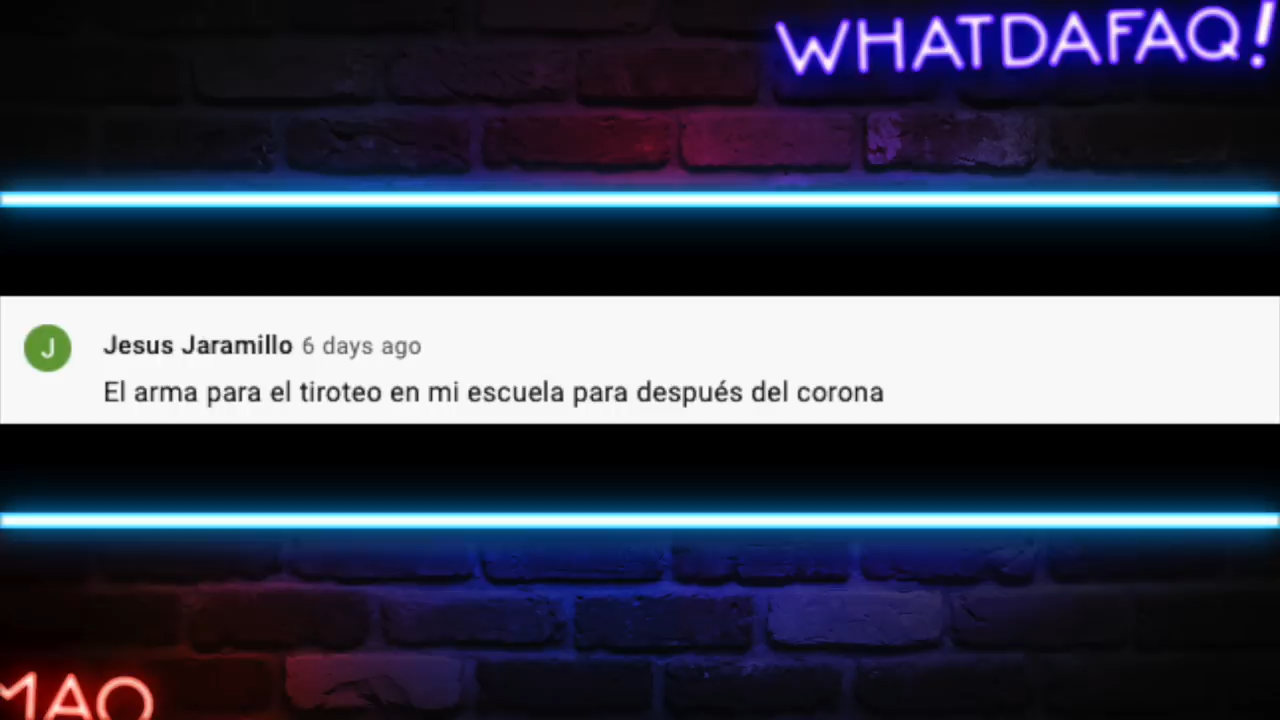 WHATDAFAQ!
J
Jesus Jaramillo 6 days ago
El arma para el tiroteo en mi escuela para después del corona
MAO